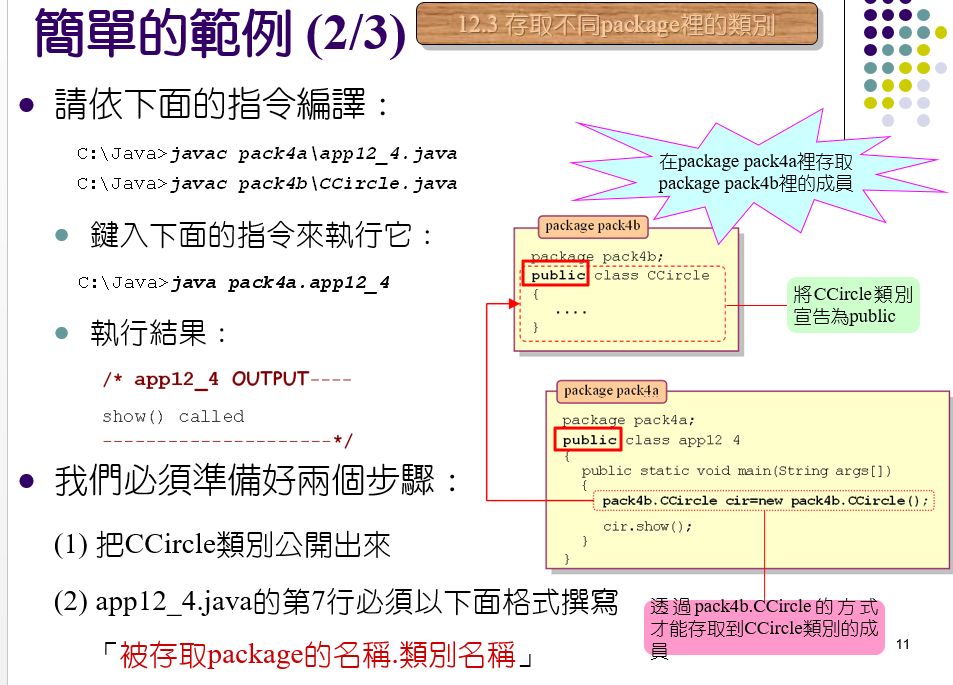 簡單的範例 (2/3)
12.3 存取不同package裡的類別
請依下面的指令編譯：
C:\Java>javac pack4a\app12_4.java
C:\Java>javac pack4b\CCircle.java
鍵入下面的指令來執行它：
C:\Java>java pack4a.app12_4
執行結果：
/* app12_4 OUTPUT----
show() called
----------------------*/
我們必須準備好兩個步驟：
(1) 把CCircle類別公開出來
(2) app12_4.java的第7行必須以下面格式撰寫
「被存取package的名稱.類別名稱」
在package pack4a裡存取
package pack4b裡的成員
package pack4b
package pack4b;
public class CCircle
{
....
}
將CCircle類別
宣告為public
package pack4a
package pack4a;
public class app12 4
{
public static void main(String args[])
{
pack4b.CCircle cir=new pack4b.CCircle();
cir.show();
}
}
透過pack4b.CCircle的方式
才能存取到CCircle類別的成
員
11